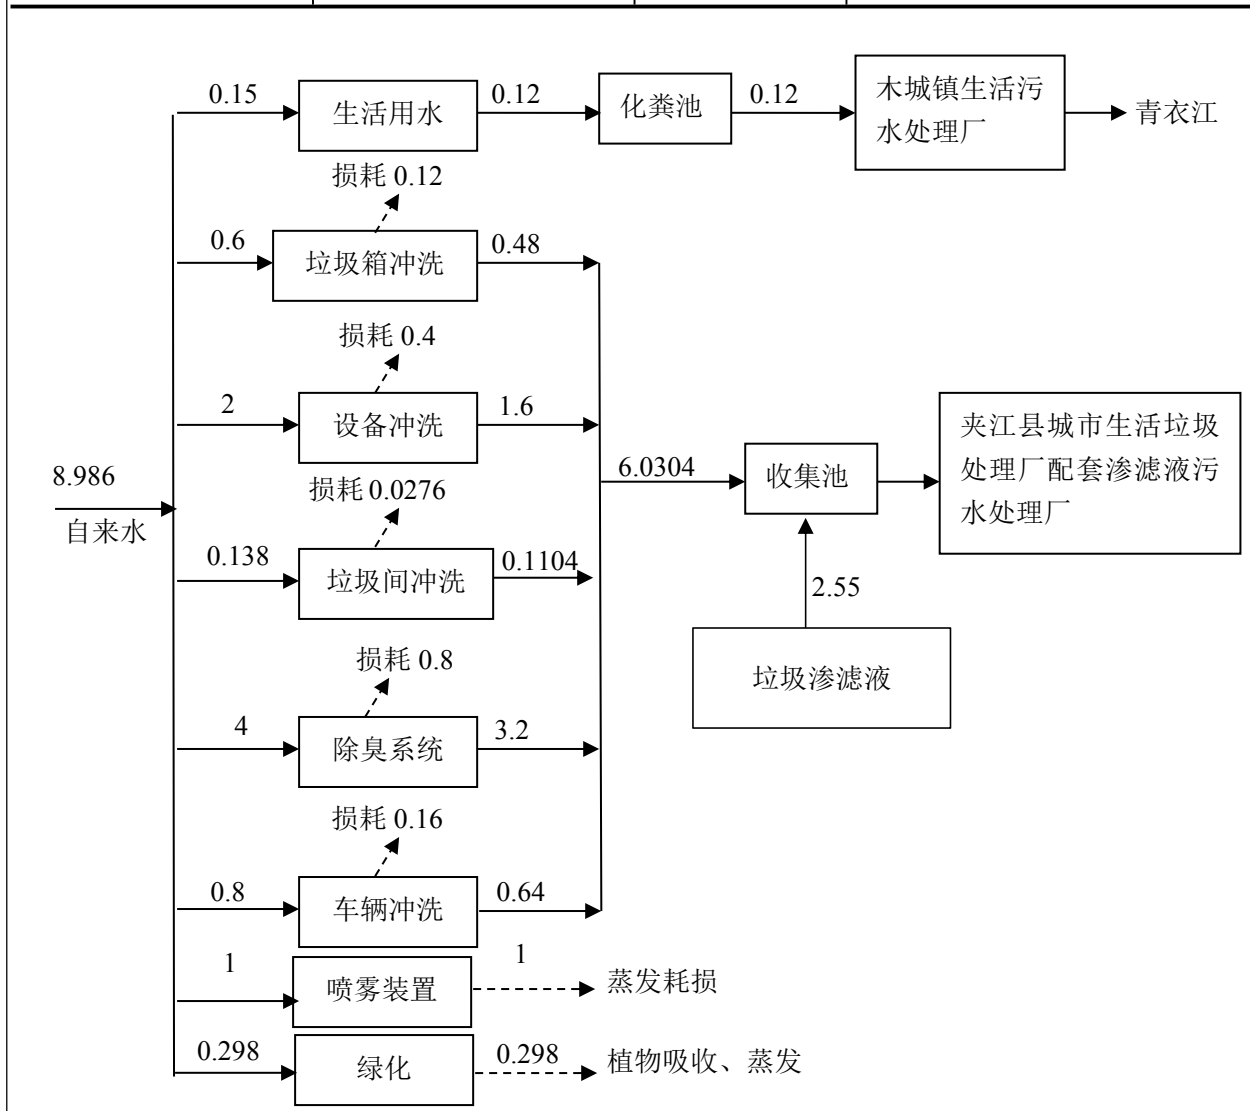 0.15
生活用水
0.12
化粪池
0.12
木城镇生活污
水处理厂
青衣江
损耗 0.12
0.6
垃圾箱冲洗
0.48
损耗 0.4
2
设备冲洗
1.6
8.986
自来水
6.0304
收集池
夹江县城市生活垃圾
处理厂配套渗滤液污
水处理厂
损耗 0.0276
0.138
垃圾间冲洗
0.1104
2.55
垃圾渗滤液
损耗 0.8
4
除臭系统
3.2
损耗 0.16
0.8
车辆冲洗
0.64
1
喷雾装置
1
蒸发耗损
0.298
绿化
0.298
植物吸收、蒸发